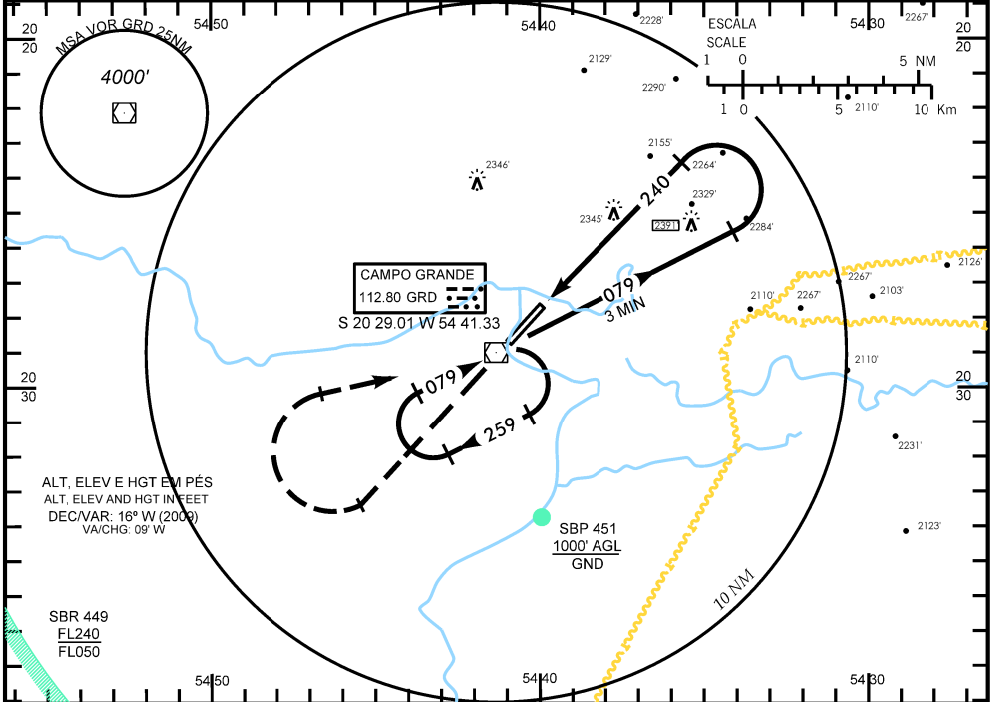 54 50
54 40
54 30
20
20
20
20
MSA VOR GRD 25NM
4000'
2228'
2267'
ESCALA
SCALE
1 0 5 NM
1 0 5 10 Km
2129'
2290'
2110'
2155'
2264'
2346'
240
2329'
2345'
2391
2284'
CAMPO GRANDE
112.80 GRD
S 20 29.01 W 54 41.33
079
3 MIN
2126'
2267'
2103'
2110'
2267'
2110'
079
20
30
20
30
259
2231'
ALT, ELEV E HGT EM PÉS
ALT, ELEV AND HGT IN FEET
DEC/VAR: 16º W (2009)
VA/CHG: 09' W
2123'
SBP 451
1000' AGL
GND
10 NM
SBR 449
FL240
FL050
54 50
54 40
54 30